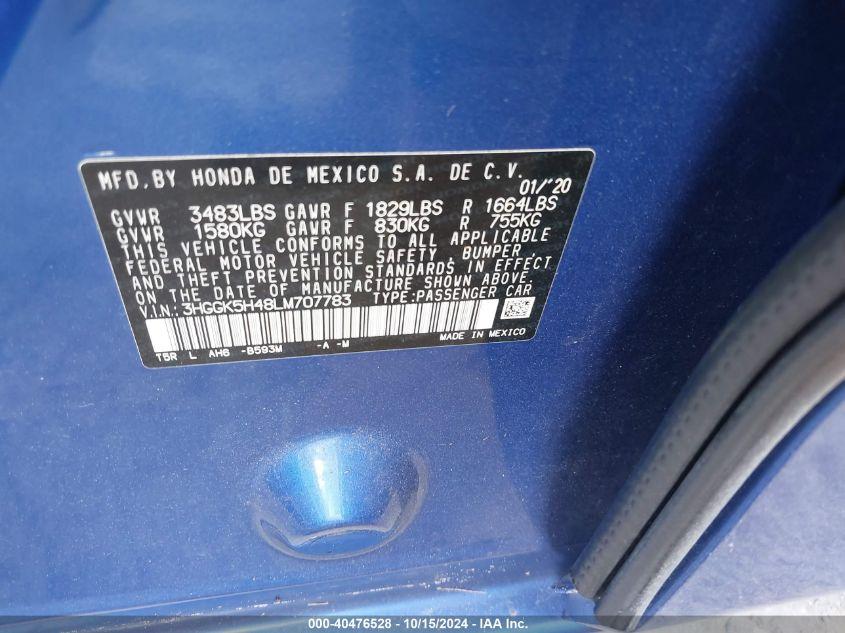 MFD. BY HONDA DE MEXICO S.A. DE C.V.
01/'20
GVWR 3483LBS GAWR F 1829LBS R 1664LBS
GVWR 1580KG GAWR F 830KG R 755KG
THIS VEHICLE CONFORMS TO ALL APPLICABLE
FEDERAL MOTOR VEHICLE SAFETY, BUMPER,
AND THEFT PREVENTION STANDARDS IN EFFECT
ON THE DATE OF MANUFACTURE SHOWN ABOVE.
V.I.N.: 3HGGK5H48LM707783 TYPE:PASSENGER CAR
T5R L AH6 -B593M -A -M MADE IN MEXICO
000-40476528 - 10/15/2024 - IAA Inc.